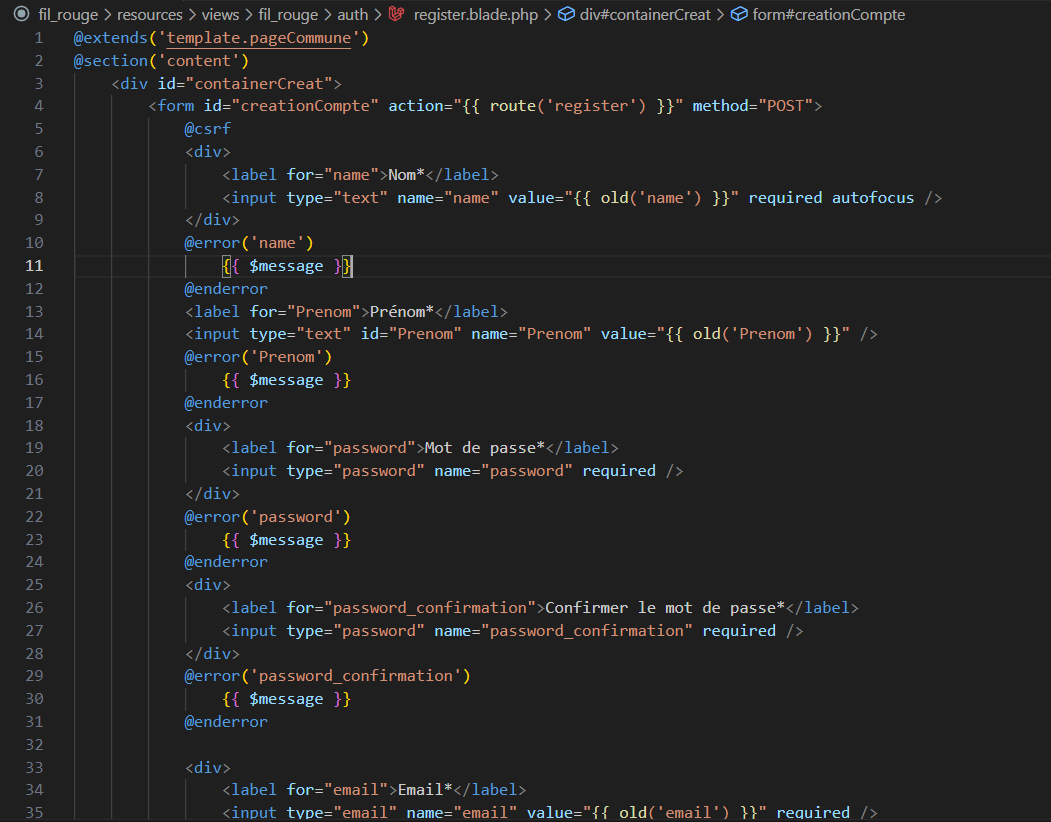 fil_rouge > resources > views > fil_rouge > auth > register.blade.php > div#containerCreat > form#creationCompte
1 @extends('template.pageCommune')
2 @section('content')
3 <div id="containerCreat">
4 <form id="creationCompte" action="{{ route('register') }}" method="POST">
5 @csrf
6 <div>
7 <label for="name">Nom*</label>
8 <input type="text" name="name" value="{{ old('name') }}" required autofocus />
9 </div>
10 @error('name')
11 {{ $message }}
12 @enderror
13 <label for="Prenom">Prénom*</label>
14 <input type="text" id="Prenom" name="Prenom" value="{{ old('Prenom') }}" />
15 @error('Prenom')
16 {{ $message }}
17 @enderror
18 <div>
19 <label for="password">Mot de passe*</label>
20 <input type="password" name="password" required />
21 </div>
22 @error('password')
23 {{ $message }}
24 @enderror
25 <div>
26 <label for="password_confirmation">Confirmer le mot de passe*</label>
27 <input type="password" name="password_confirmation" required />
28 </div>
29 @error('password_confirmation')
30 {{ $message }}
31 @enderror
32
33 <div>
34 <label for="email">Email*</label>
35 <input type="email" name="email" value="{{ old('email') }}" required />